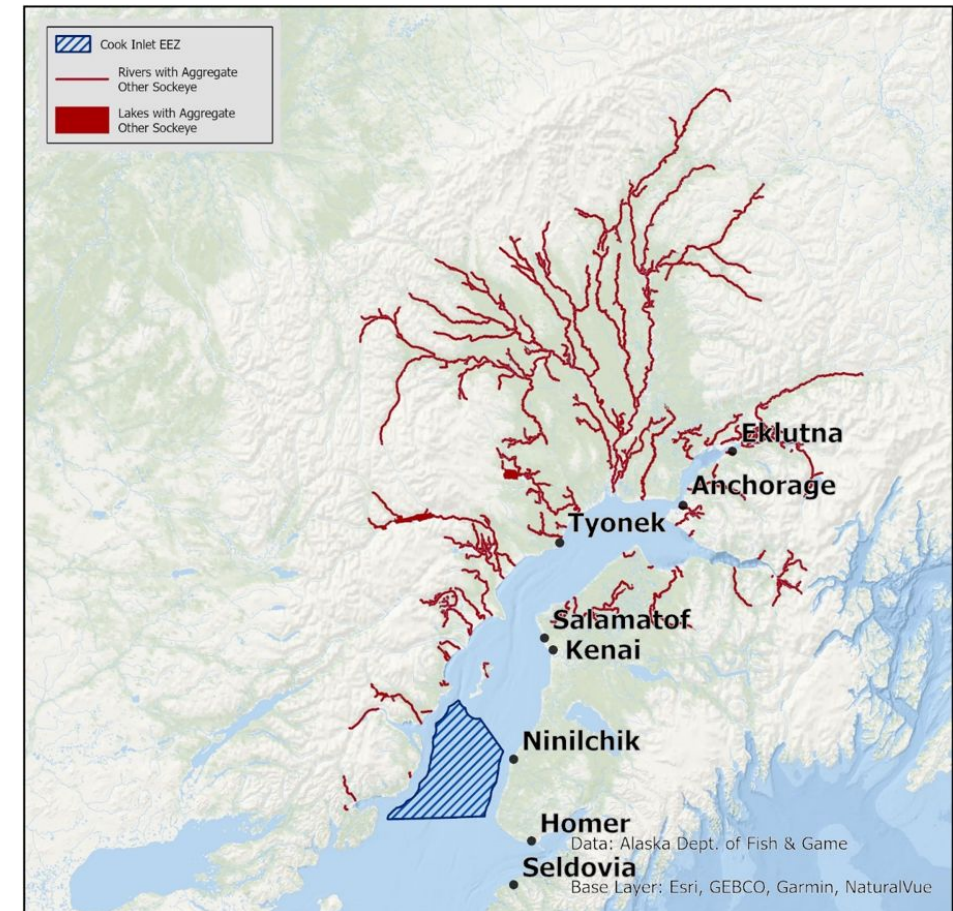 Cook Inlet EEZ
Rivers with Aggregate
Other Sockeye
Lakes with Aggregate
Other Sockeye
Eklutna
Anchorage
Tyonek
Salamatof
Kenai
Ninilchik
Homer
Data: Alaska Dept. of Fish & Game
Seldovia
Base Layer: Esri, GEBCO, Garmin, NaturalVue